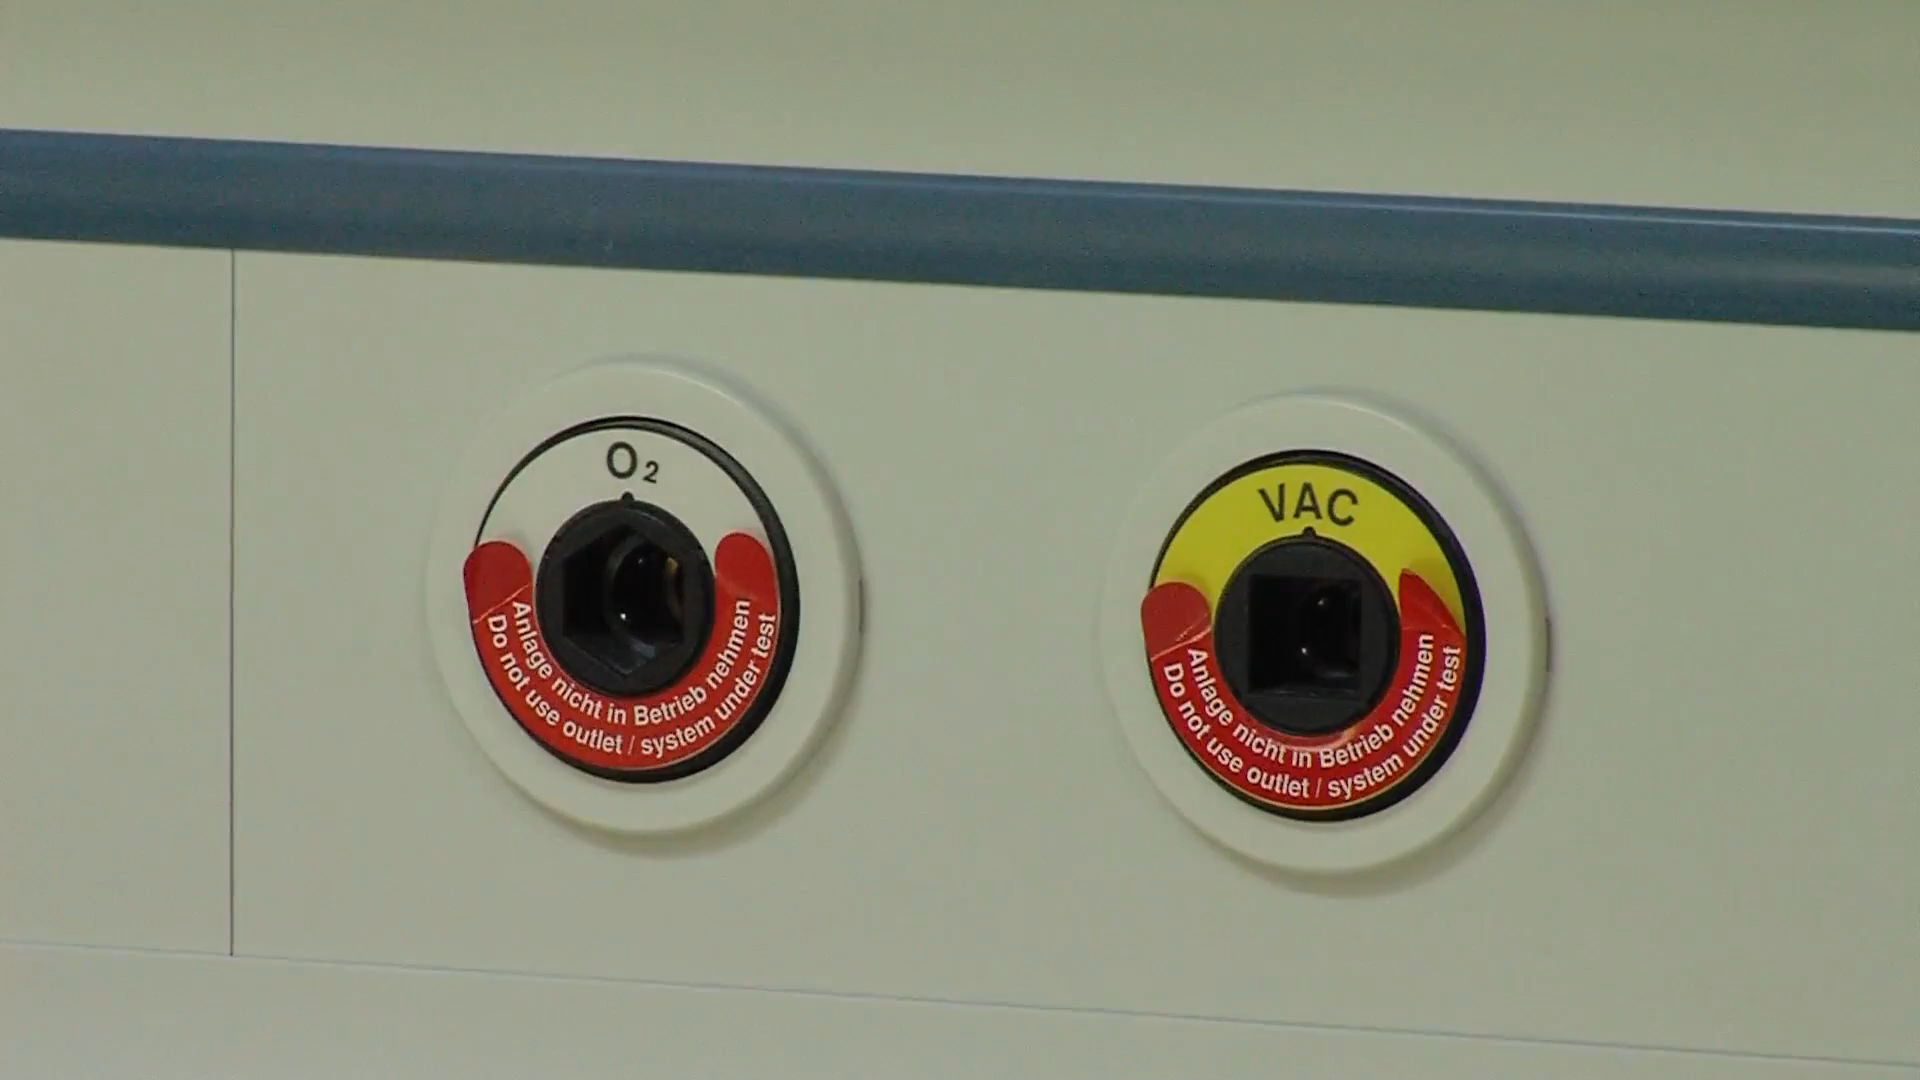 O2
Anlage nicht in Betrieb nehmen
Do not use outlet / system under test
VAC
Anlage nicht in Betrieb nehmen
Do not use outlet / system under test